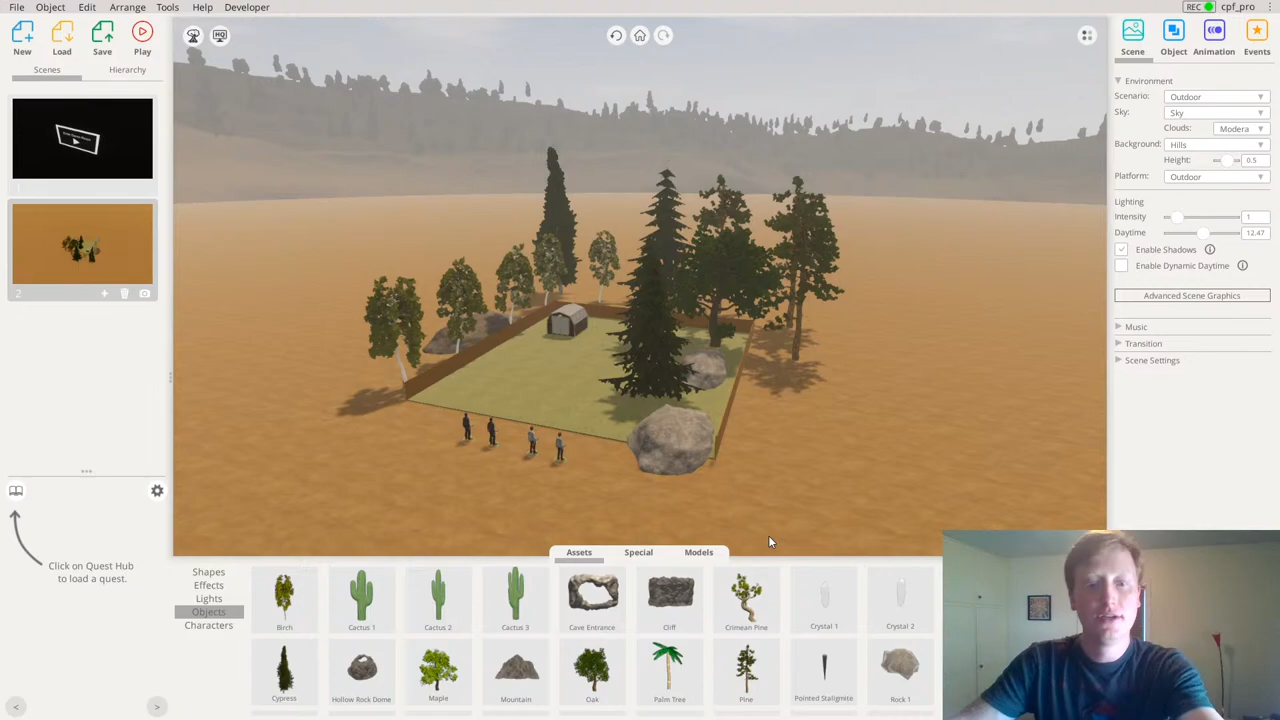 File Object Edit Arrange Tools Help Developer
REC cpf_pro
New Load Save Play
Scenes Hierarchy
HQ
2
Click on Quest Hub
to load a quest.
< >
Assets Special Models
Shapes
Effects
Lights
Objects
Characters
Birch Cactus 1 Cactus 2 Cactus 3 Cave Entrance Cliff Crimean Pine Crystal 1 Crystal 2
Cypress Hollow Rock Dome Maple Mountain Oak Palm Tree Pine Pointed Stallgmite Rock 1
Scene Object Animation Events
Environment
Scenario: Outdoor
Sky: Sky
Clouds: Modera
Background: Hills
Height: 0.5
Platform: Outdoor
Lighting
Intensity 1
Daytime 12.47
Enable Shadows
Enable Dynamic Daytime
Advanced Scene Graphics
Music
Transition
Scene Settings